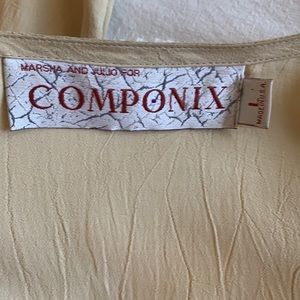 MARSHA AND JULIO FOR
COMPONIX
L
MADE IN U.S.A.